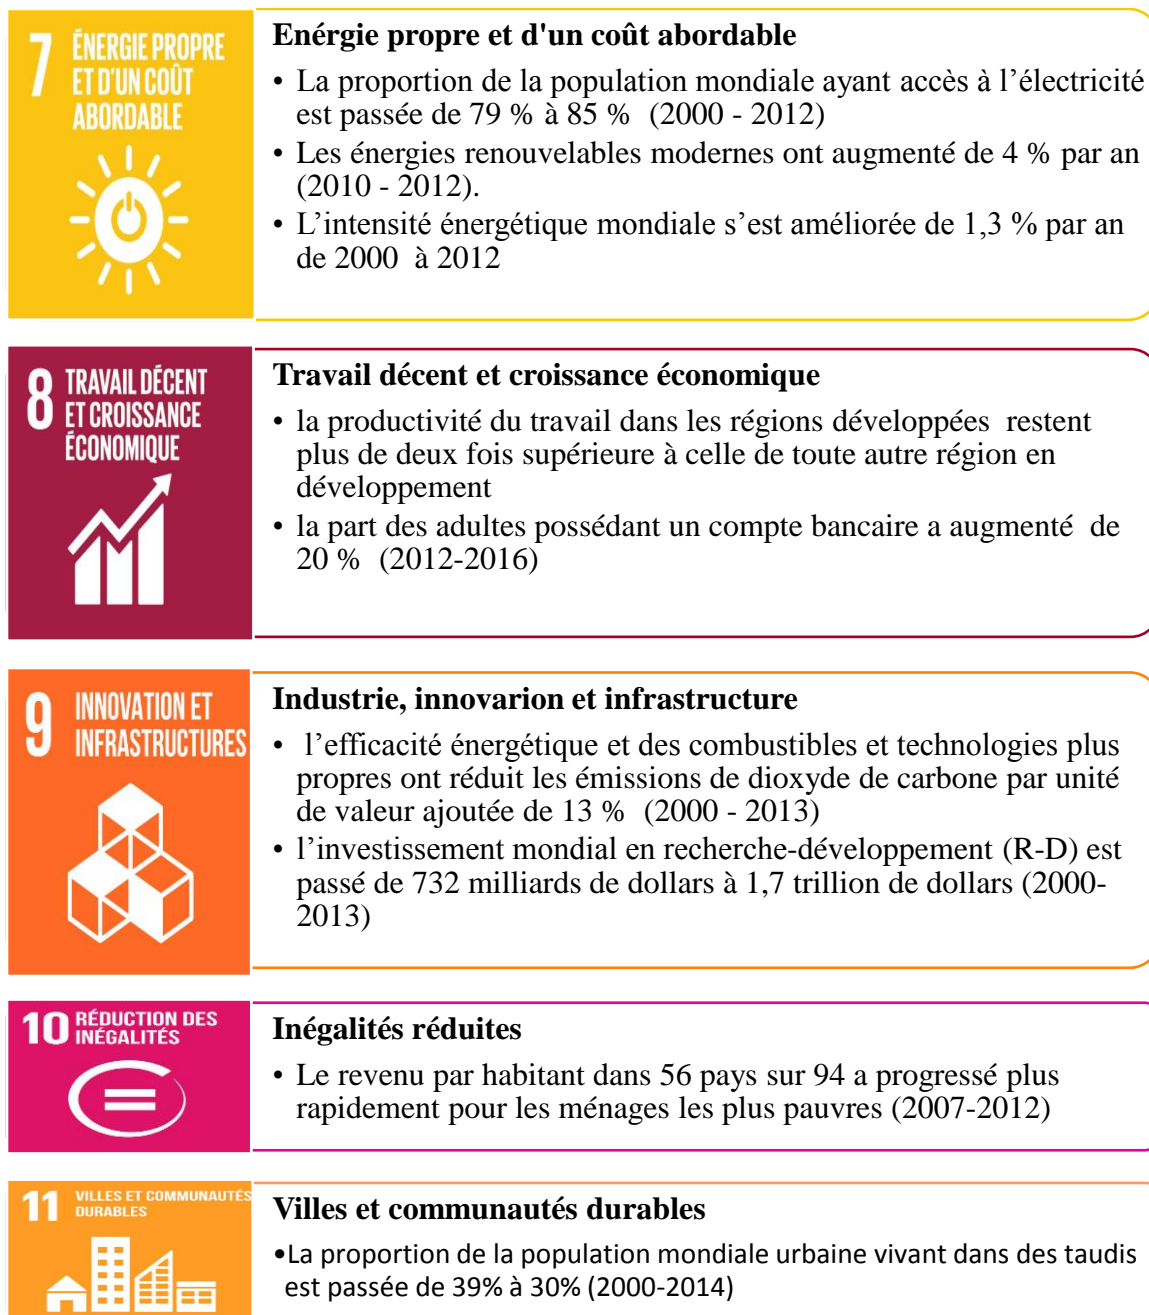 7 ÉNERGIE PROPRE
ET D'UN COÛT
ABORDABLE
Enérgie propre et d'un coût abordable
• La proportion de la population mondiale ayant accès à l’électricité
est passée de 79 % à 85 % (2000 - 2012)
• Les énergies renouvelables modernes ont augmenté de 4 % par an
(2010 - 2012).
• L’intensité énergétique mondiale s’est améliorée de 1,3 % par an
de 2000 à 2012
8 TRAVAIL DÉCENT
ET CROISSANCE
ÉCONOMIQUE
Travail décent et croissance économique
• la productivité du travail dans les régions développées restent
plus de deux fois supérieure à celle de toute autre région en
développement
• la part des adultes possédant un compte bancaire a augmenté de
20 % (2012-2016)
9 INNOVATION ET
INFRASTRUCTURES
Industrie, innovarion et infrastructure
• l’efficacité énergétique et des combustibles et technologies plus
propres ont réduit les émissions de dioxyde de carbone par unité
de valeur ajoutée de 13 % (2000 - 2013)
• l’investissement mondial en recherche-développement (R-D) est
passé de 732 milliards de dollars à 1,7 trillion de dollars (2000-
2013)
10 RÉDUCTION DES
INÉGALITÉS
Inégalités réduites
• Le revenu par habitant dans 56 pays sur 94 a progressé plus
rapidement pour les ménages les plus pauvres (2007-2012)
11 VILLES ET COMMUNAUTÉS
DURABLES
Villes et communautés durables
•La proportion de la population mondiale urbaine vivant dans des taudis
est passée de 39% à 30% (2000-2014)